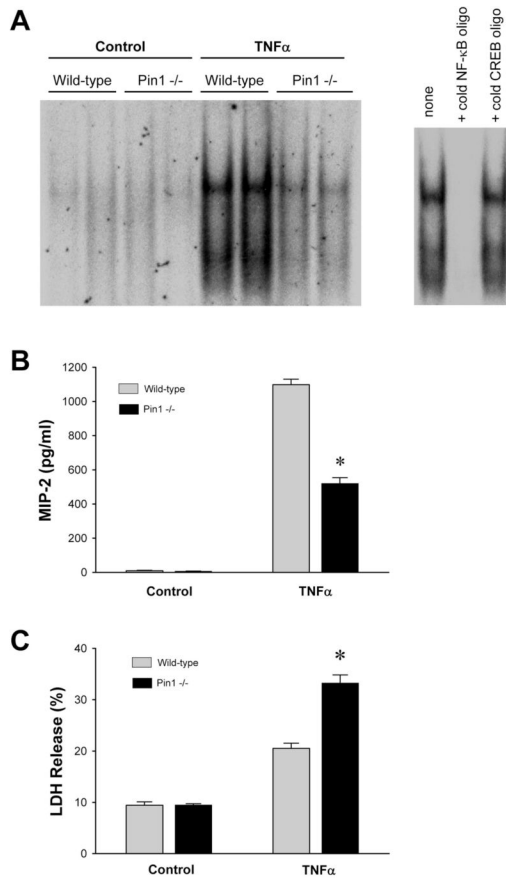 A
Control
TNFα
Wild-type
Pin1 -/-
Wild-type
Pin1 -/-
none
+ cold NF-κB oligo
+ cold CREB oligo
B
1200
1000
800
600
400
200
0
MIP-2 (pg/ml)
Wild-type
Pin1 -/-
*
Control
TNFα
C
40
30
20
10
0
LDH Release (%)
Wild-type
Pin1 -/-
*
Control
TNFα